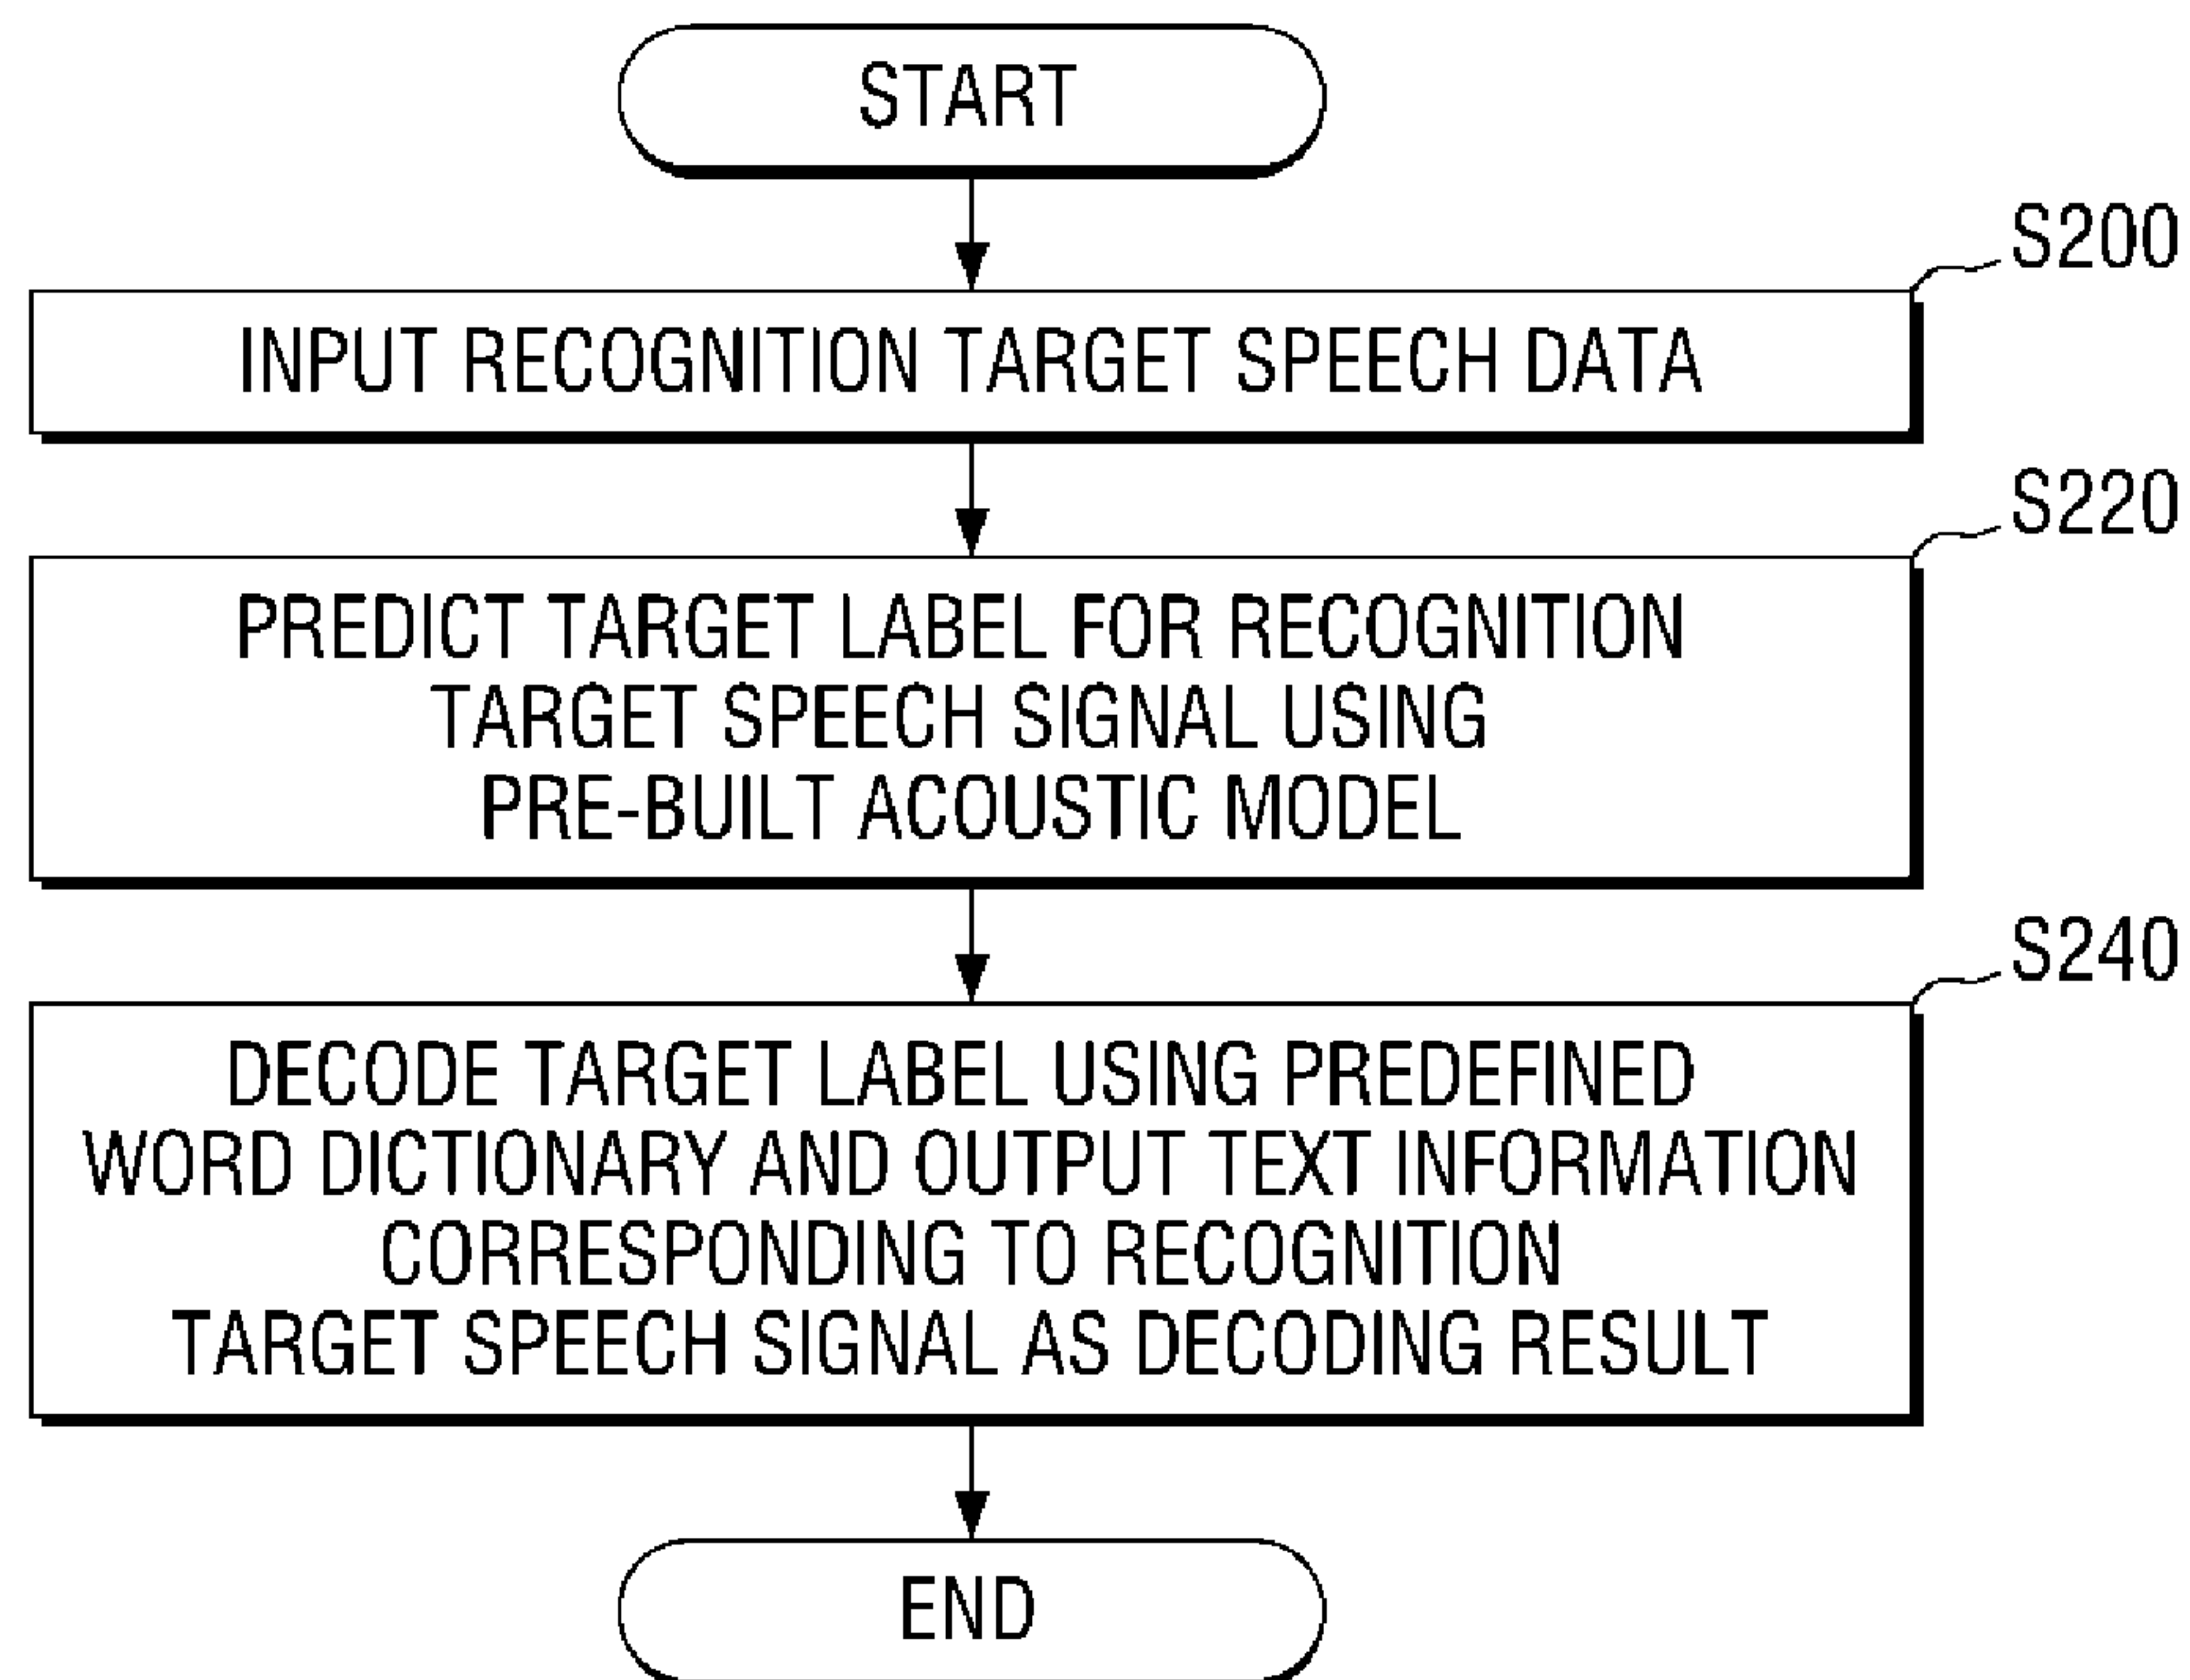 START
S200
INPUT RECOGNITION TARGET SPEECH DATA
S220
PREDICT TARGET LABEL FOR RECOGNITION
TARGET SPEECH SIGNAL USING
PRE-BUILT ACOUSTIC MODEL
S240
DECODE TARGET LABEL USING PREDEFINED
WORD DICTIONARY AND OUTPUT TEXT INFORMATION
CORRESPONDING TO RECOGNITION
TARGET SPEECH SIGNAL AS DECODING RESULT
END